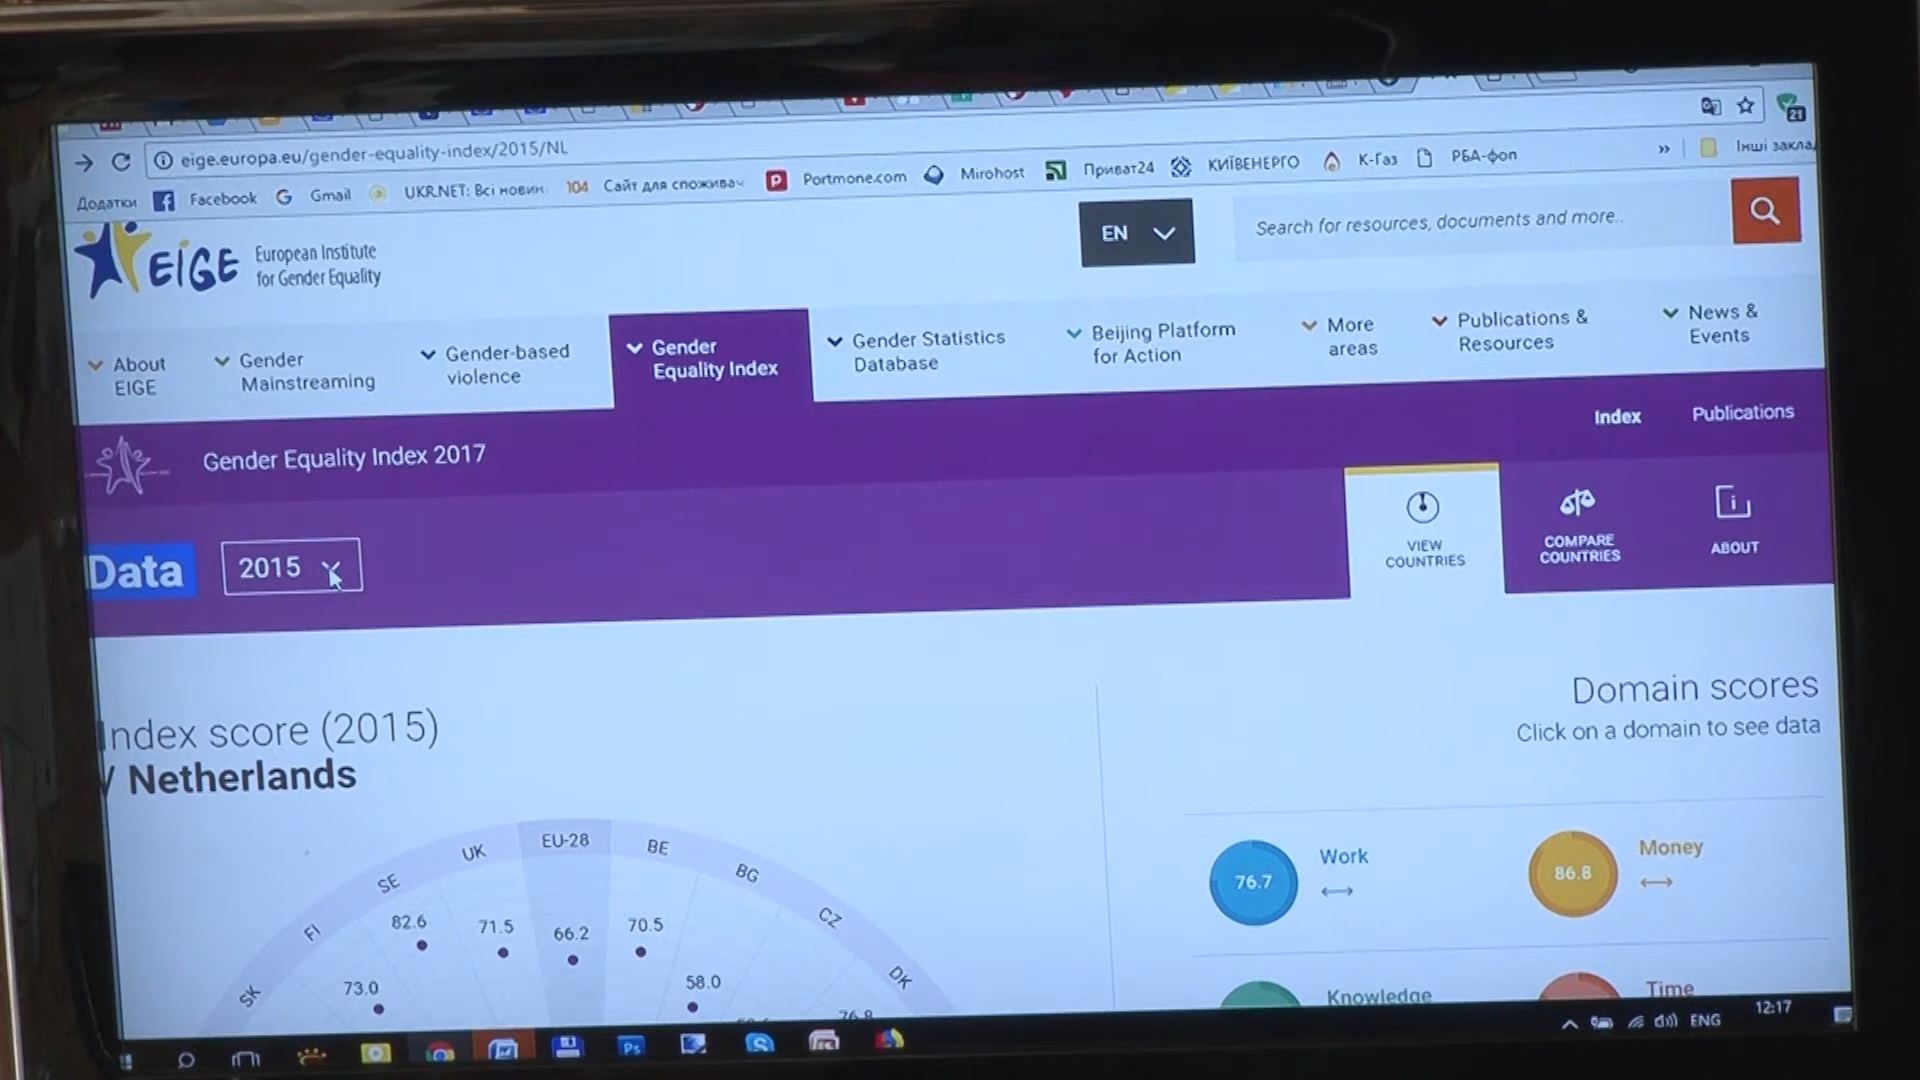 21
eige.europa.eu/gender-equality-index/2015/NL
Додатки Facebook Gmail UKR.NET: Всі новин 104 Сайт для споживач Portmone.com Mirohost Приват24 КИЇВЕНЕРГО К-Газ РБА-фоп » Інші заклад
EIGE European Institute
for Gender Equality
EN
Search for resources, documents and more..
About
EIGE
Gender
Mainstreaming
Gender-based
violence
Gender
Equality Index
Gender Statistics
Database
Beijing Platform
for Action
More
areas
Publications &
Resources
News &
Events
Index Publications
Gender Equality Index 2017
Data 2015
VIEW
COUNTRIES
COMPARE
COUNTRIES
ABOUT
Index score (2015)
/ Netherlands
Domain scores
Click on a domain to see data
SK FI SE UK EU-28 BE BG CZ DK
73.0 82.6 71.5 66.2 70.5 58.0 76.8
76.7 Work
86.8 Money
Knowledge
Time
Ps
ENG
12:17